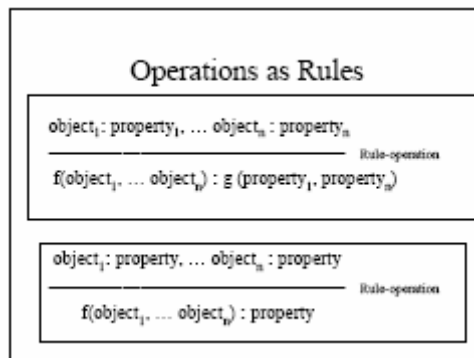 Operations as Rules
object₁ : property₁, ... objectₙ : propertyₙ
Rule-operation
f(object₁, ... objectₙ) : g (property₁, propertyₙ)
object₁ : property, ... objectₙ : property
Rule-operation
f(object₁, ... objectₙ) : property